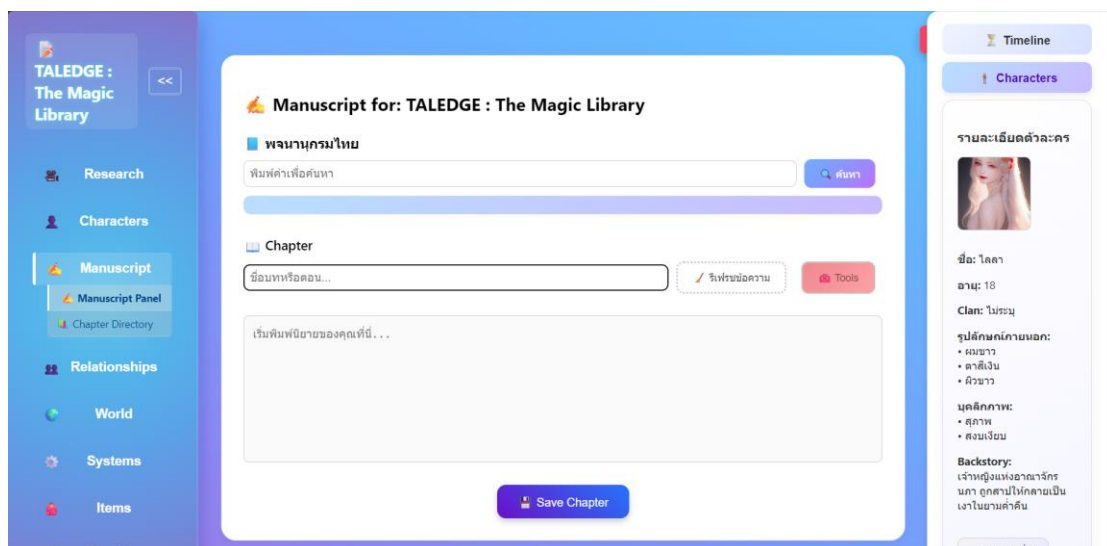 TALEDGE :
The Magic
Library
<<
Research
Characters
Manuscript
Manuscript Panel
Chapter Directory
Relationships
World
Systems
Items
Manuscript for: TALEDGE : The Magic Library
พจนานุกรมไทย
พิมพ์คำเพื่อค้นหา
ค้นหา
Chapter
ชื่อบทหรือตอน...
รีเฟรชข้อความ
Tools
เริ่มพิมพ์นิยายของคุณที่นี่...
Save Chapter
Timeline
Characters
รายละเอียดตัวละคร
ชื่อ: ไลลา
อายุ: 18
Clan: ไม่ระบุ
รูปลักษณ์ภายนอก:
• ผมขาว
• ตาสีเงิน
• ผิวขาว
บุคลิกภาพ:
• สุภาพ
• สงบเงียบ
Backstory:
เจ้าหญิงแห่งอาณาจักร
นภา ถูกสาปให้กลายเป็น
เงาในยามค่ำคืน